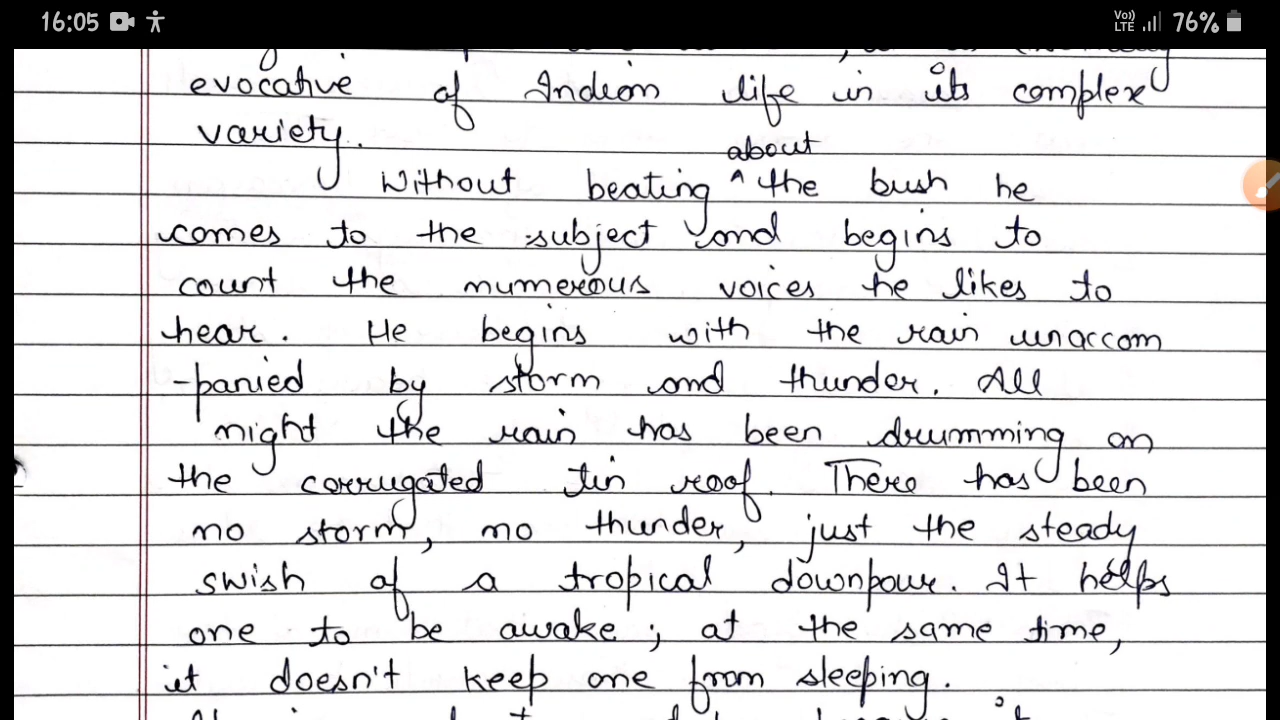 16:05 Vo)) LTE 76%
evocative of Indian life in its complex
variety.
about
Without beating ^ the bush he
comes to the subject and begins to
count the numerous voices he likes to
hear. He begins with the rain unaccom
-panied by storm and thunder. All
night the rain has been drumming on
the corrugated tin roof. There has been
no storm, no thunder, just the steady
swish of a tropical downpour. It helps
one to be awake; at the same time,
it doesn't keep one from sleeping.